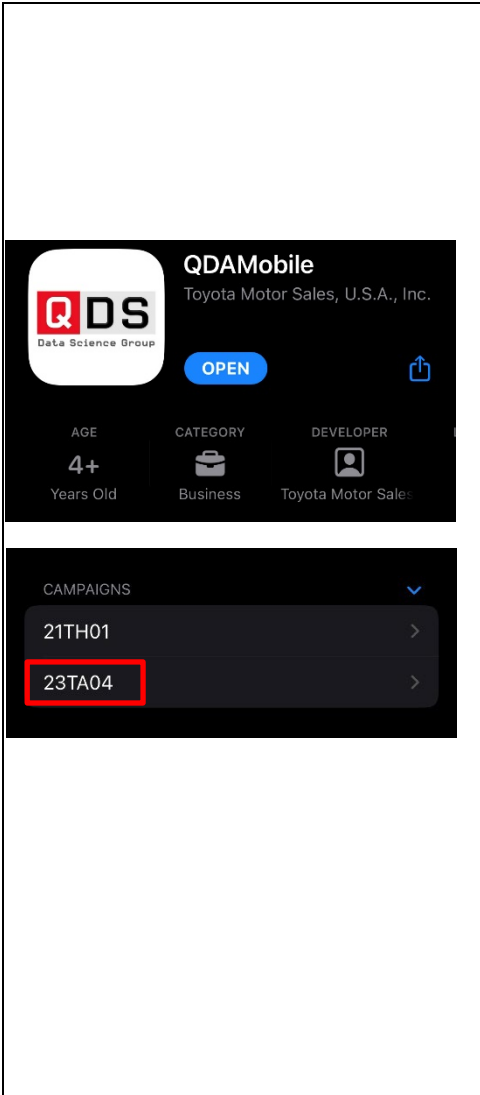 QDAMobile
Toyota Motor Sales, U.S.A., Inc.
QDS
Data Science Group
OPEN
AGE
CATEGORY
DEVELOPER
4+
Years Old
Business
Toyota Motor Sales
CAMPAIGNS
21TH01
23TA04